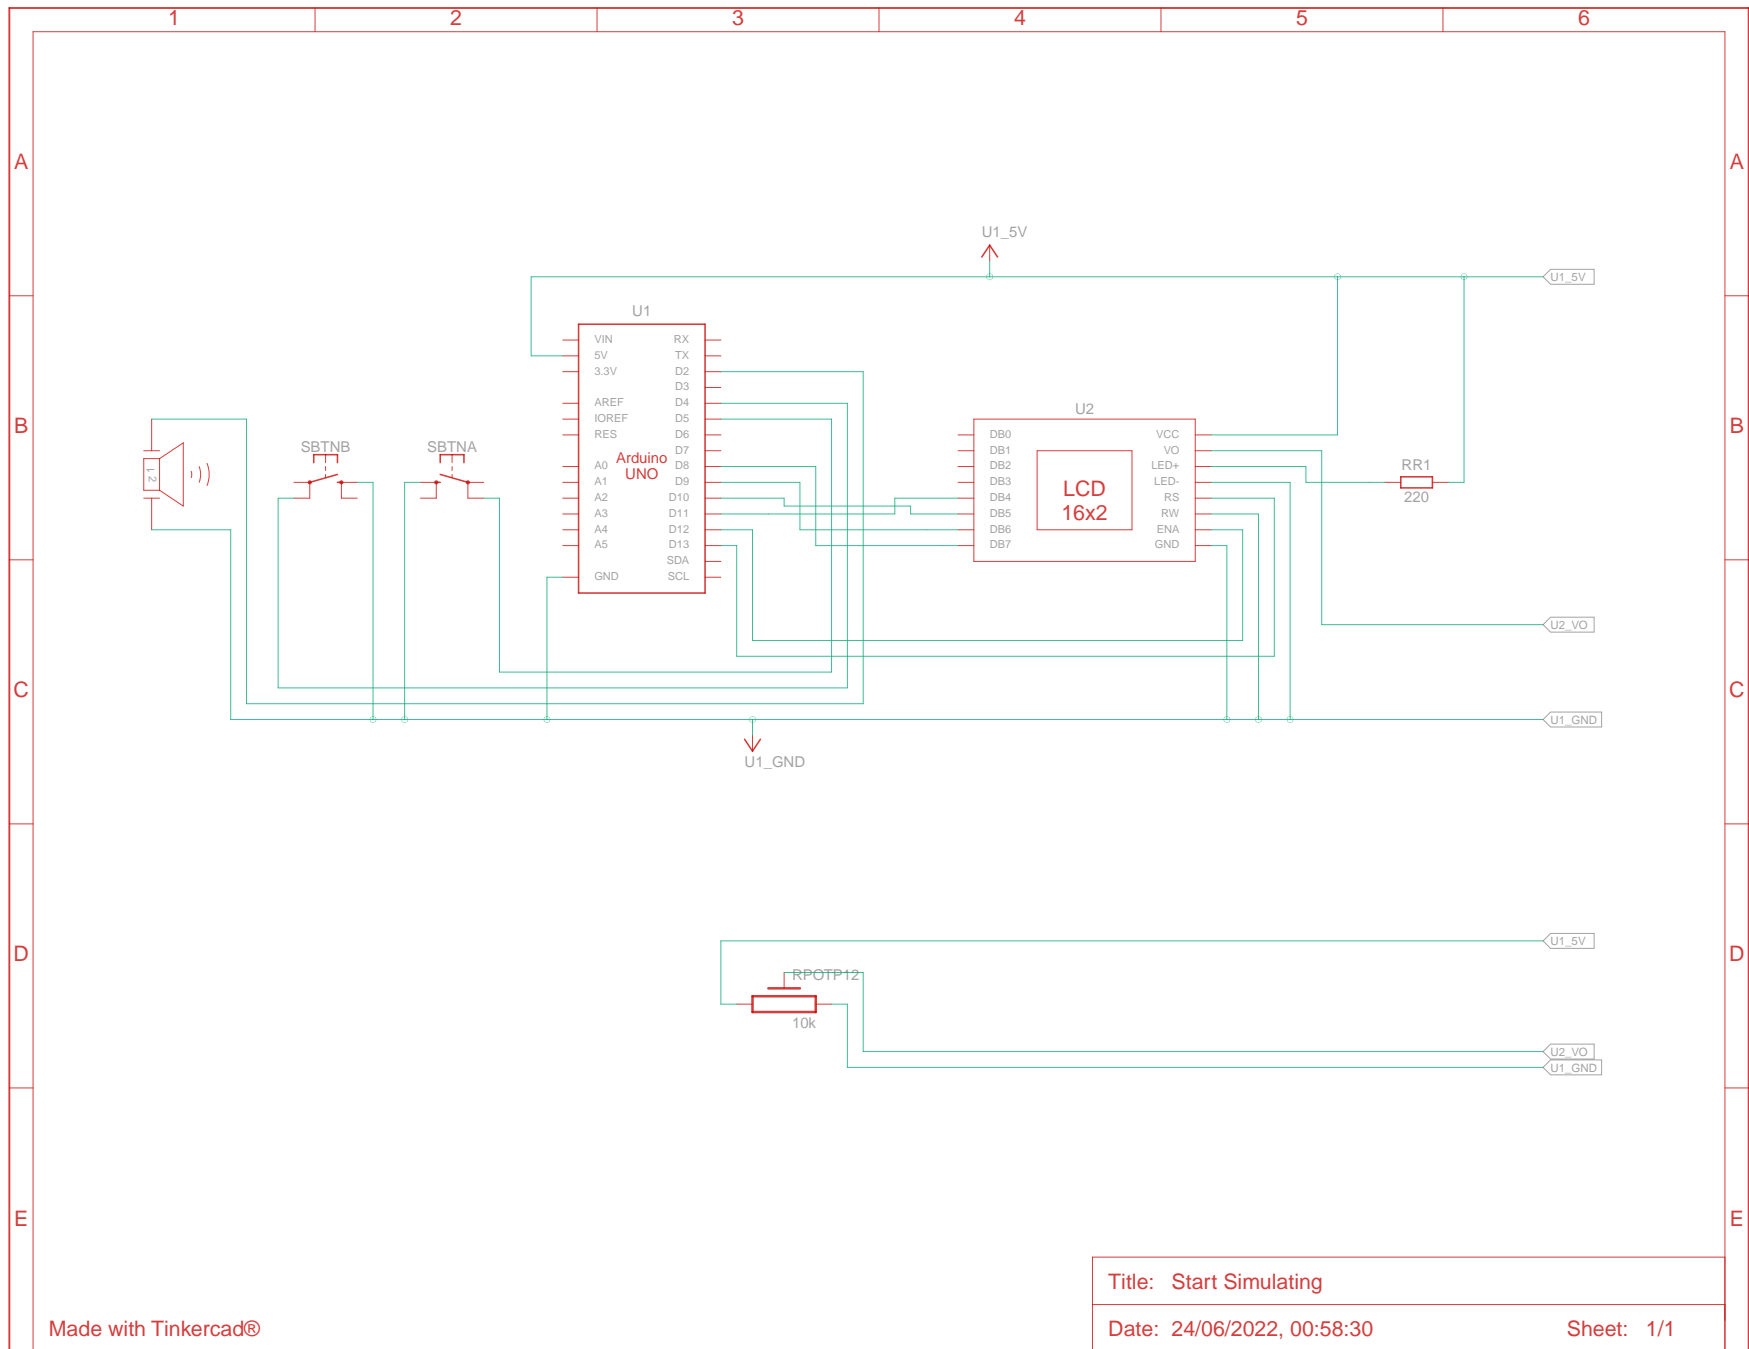 1 2 3 4 5 6
A A
U1_5V
U1_5V
U1
VIN RX
5V TX
3.3V D2
D3
AREF D4
IOREF D5
RES D6
D7
A0 D8
A1 D9
A2 D10
A3 D11
A4 D12
A5 D13
SDA
GND SCL
Arduino
UNO
B B
SBTNB SBTNA
L 2
U2
DB0 VCC
DB1 VO
DB2 LED+
DB3 LED-
DB4 RS
DB5 RW
DB6 ENA
DB7 GND
LCD
16x2
RR1
220
U2_VO
C C
U1_GND
U1_GND
D D
U1_5V
RPOTP12
10k
U2_VO
U1_GND
E E
Title: Start Simulating
Made with Tinkercad®
Date: 24/06/2022, 00:58:30 Sheet: 1/1